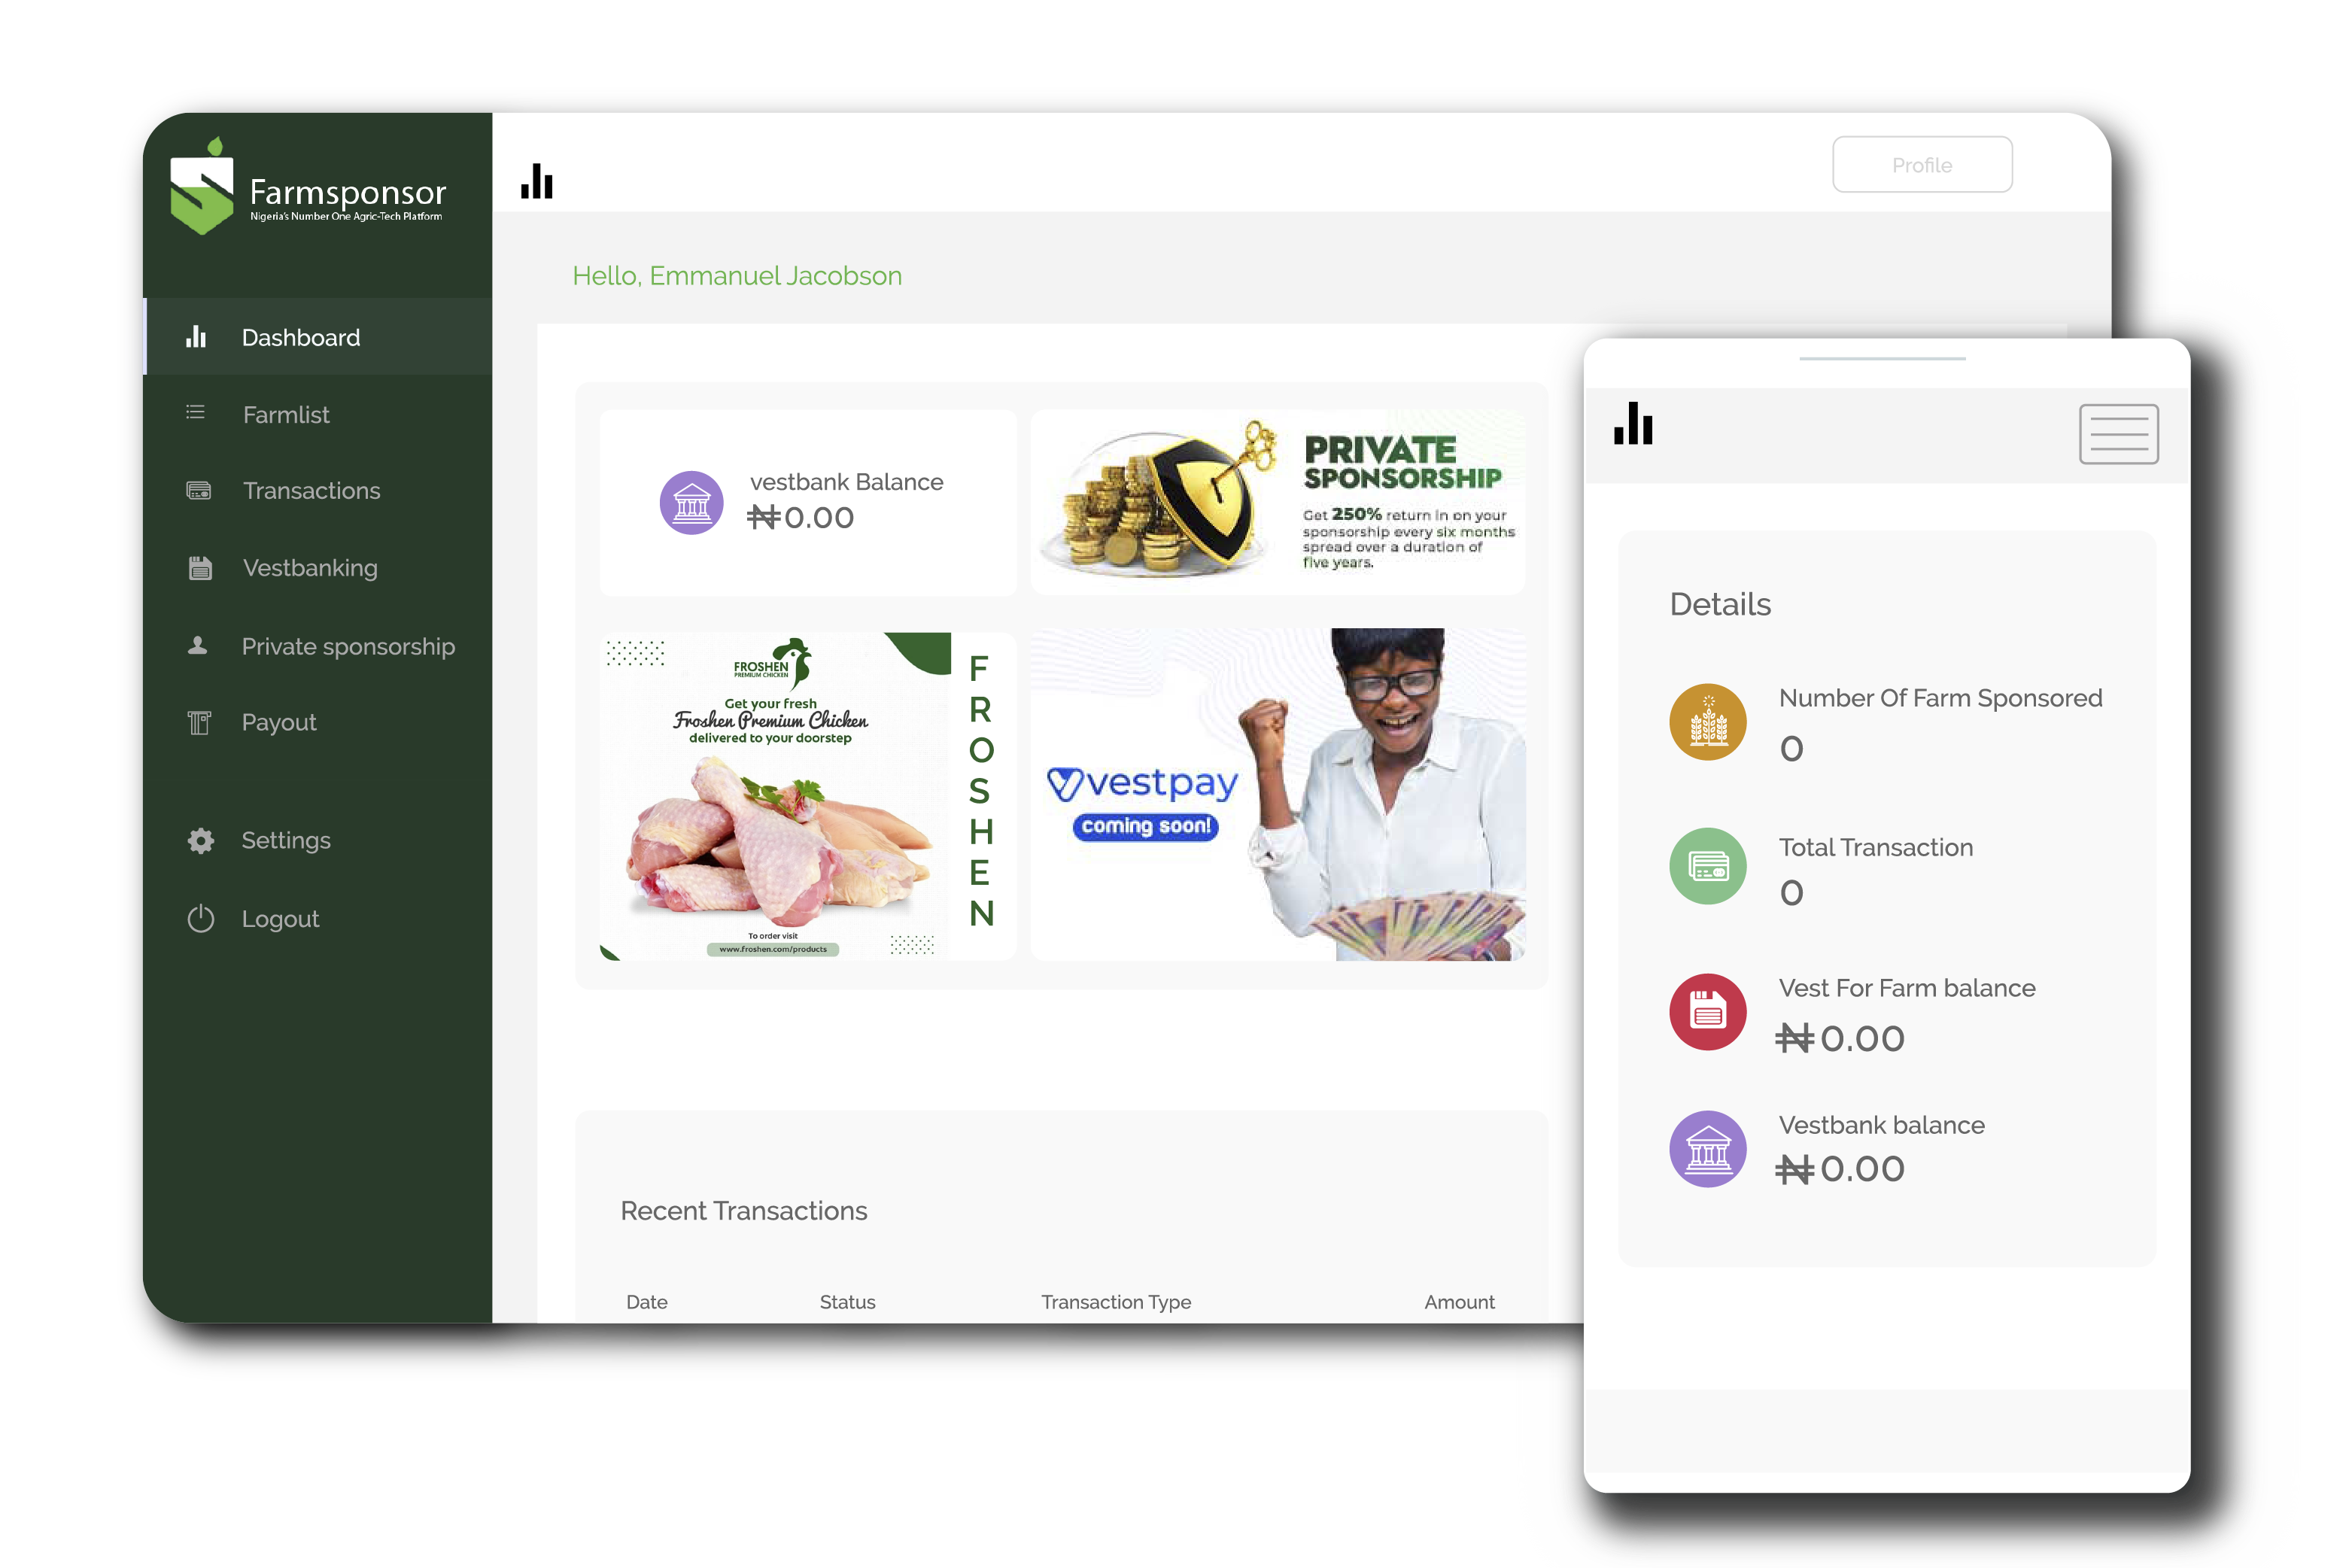 Farmsponsor
Nigeria's Number One Agric-Tech Platform
Dashboard
Farmlist
Transactions
Vestbanking
Private sponsorship
Payout
Settings
Logout
Profile
Hello, Emmanuel Jacobson
vestbank Balance
₦0.00
PRIVATE
SPONSORSHIP
Get 250% return in on your
sponsorship every six months
spread over a duration of
five years.
FROSHEN
PREMIUM CHICKEN
Get your fresh
Froshen Premium Chicken
delivered to your doorstep
To order visit
www.froshen.com/products
FROSHEN
vestpay
coming soon!
Recent Transactions
Date Status Transaction Type Amount
Details
Number Of Farm Sponsored
0
Total Transaction
0
Vest For Farm balance
₦0.00
Vestbank balance
₦0.00